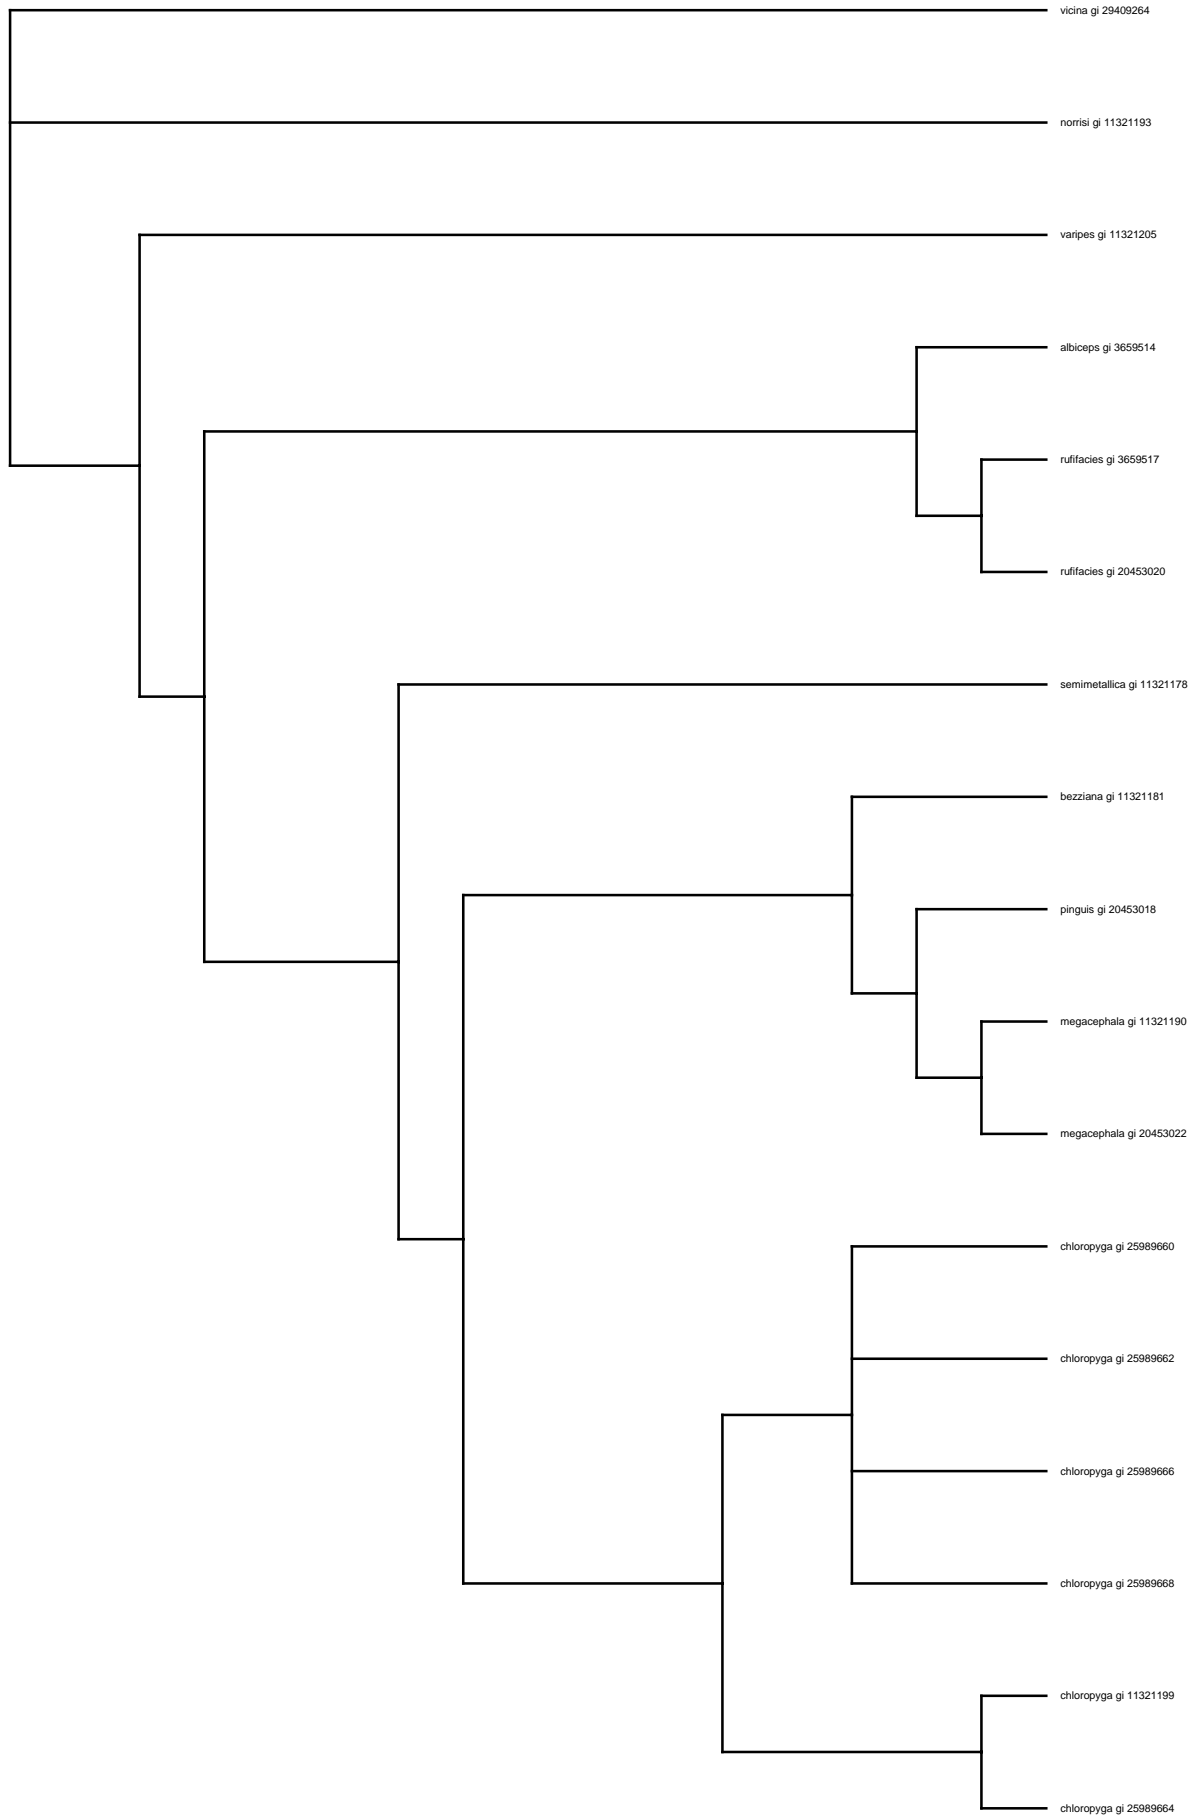 vicina gi 29409264
norrisi gi 11321193
varipes gi 11321205
albiceps gi 3659514
rufifacies gi 3659517
rufifacies gi 20453020
semimetallica gi 11321178
bezziana gi 11321181
pinguis gi 20453018
megacephala gi 11321190
megacephala gi 20453022
chloropyga gi 25989660
chloropyga gi 25989662
chloropyga gi 25989666
chloropyga gi 25989668
chloropyga gi 11321199
chloropyga gi 25989664